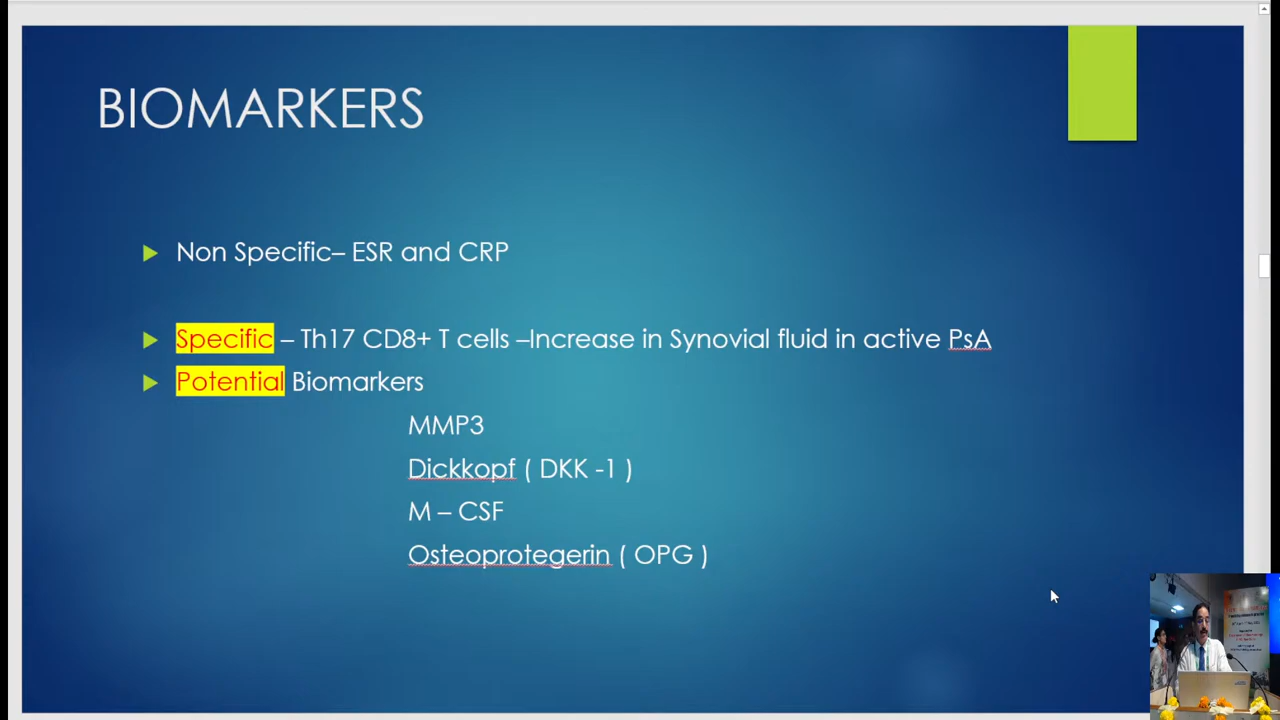 BIOMARKERS
Non Specific– ESR and CRP
Specific – Th17 CD8+ T cells –Increase in Synovial fluid in active PsA
Potential Biomarkers
MMP3
Dickkopf ( DKK -1 )
M – CSF
Osteoprotegerin ( OPG )